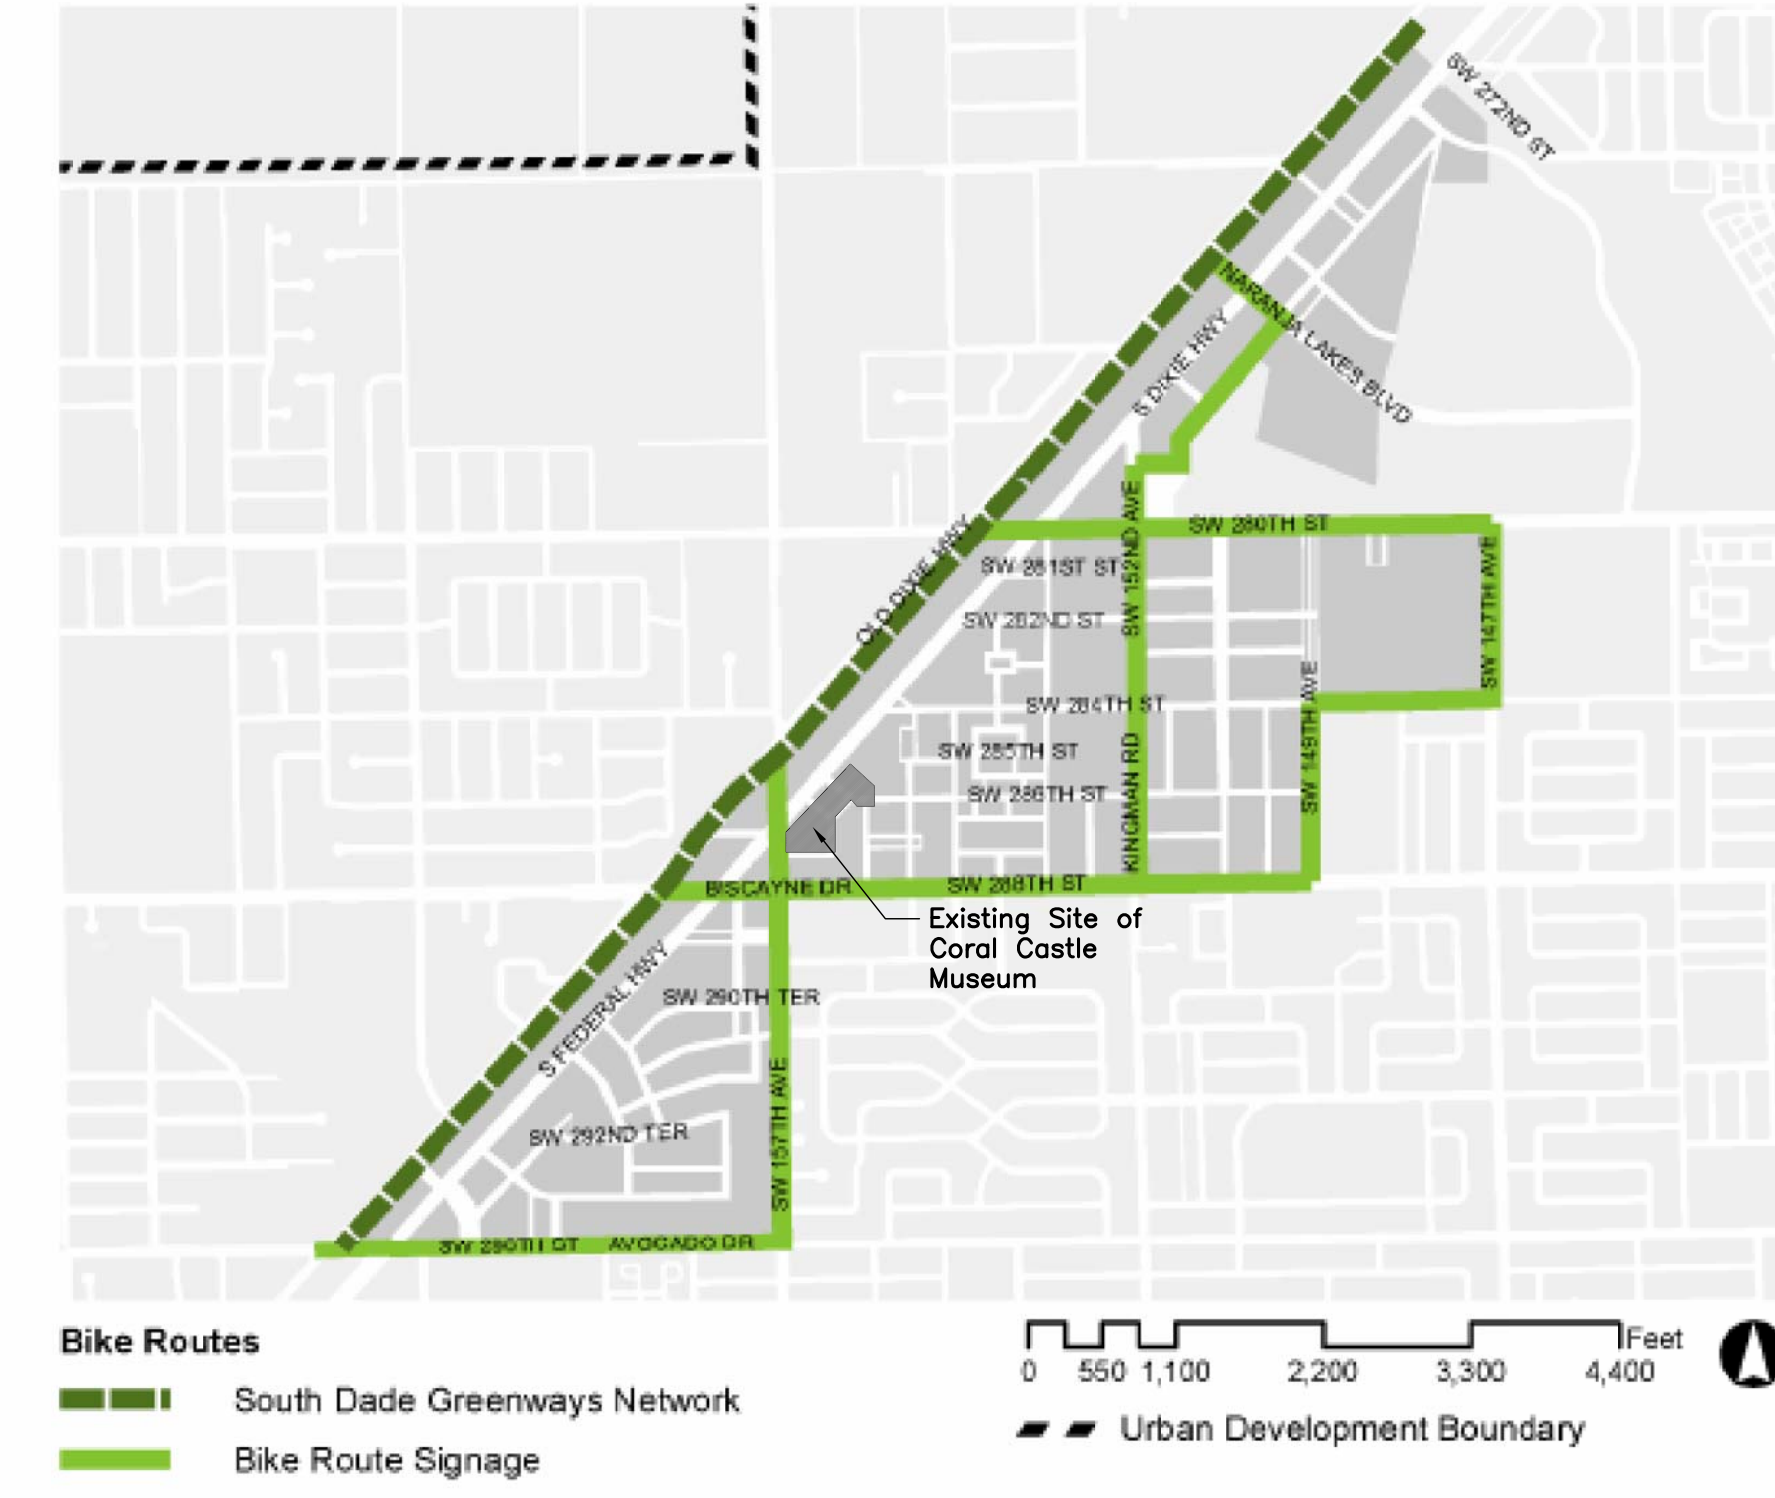 SW 272ND ST
NARANJA LAKES BLVD
S DIXIE HWY
OLD DIXIE HWY
SW 152ND AVE
SW 280TH ST
SW 281ST ST
SW 147TH AVE
SW 282ND ST
SW 284TH ST
SW 149TH AVE
SW 285TH ST
KINGMAN RD
SW 286TH ST
BISCAYNE DR
SW 288TH ST
Existing Site of
Coral Castle
Museum
S FEDERAL HWY
SW 290TH TER
SW 157TH AVE
SW 292ND TER
AVOCADO DR
Bike Routes
South Dade Greenways Network
Bike Route Signage
0 550 1,100 2,200 3,300 4,400
Feet
Urban Development Boundary